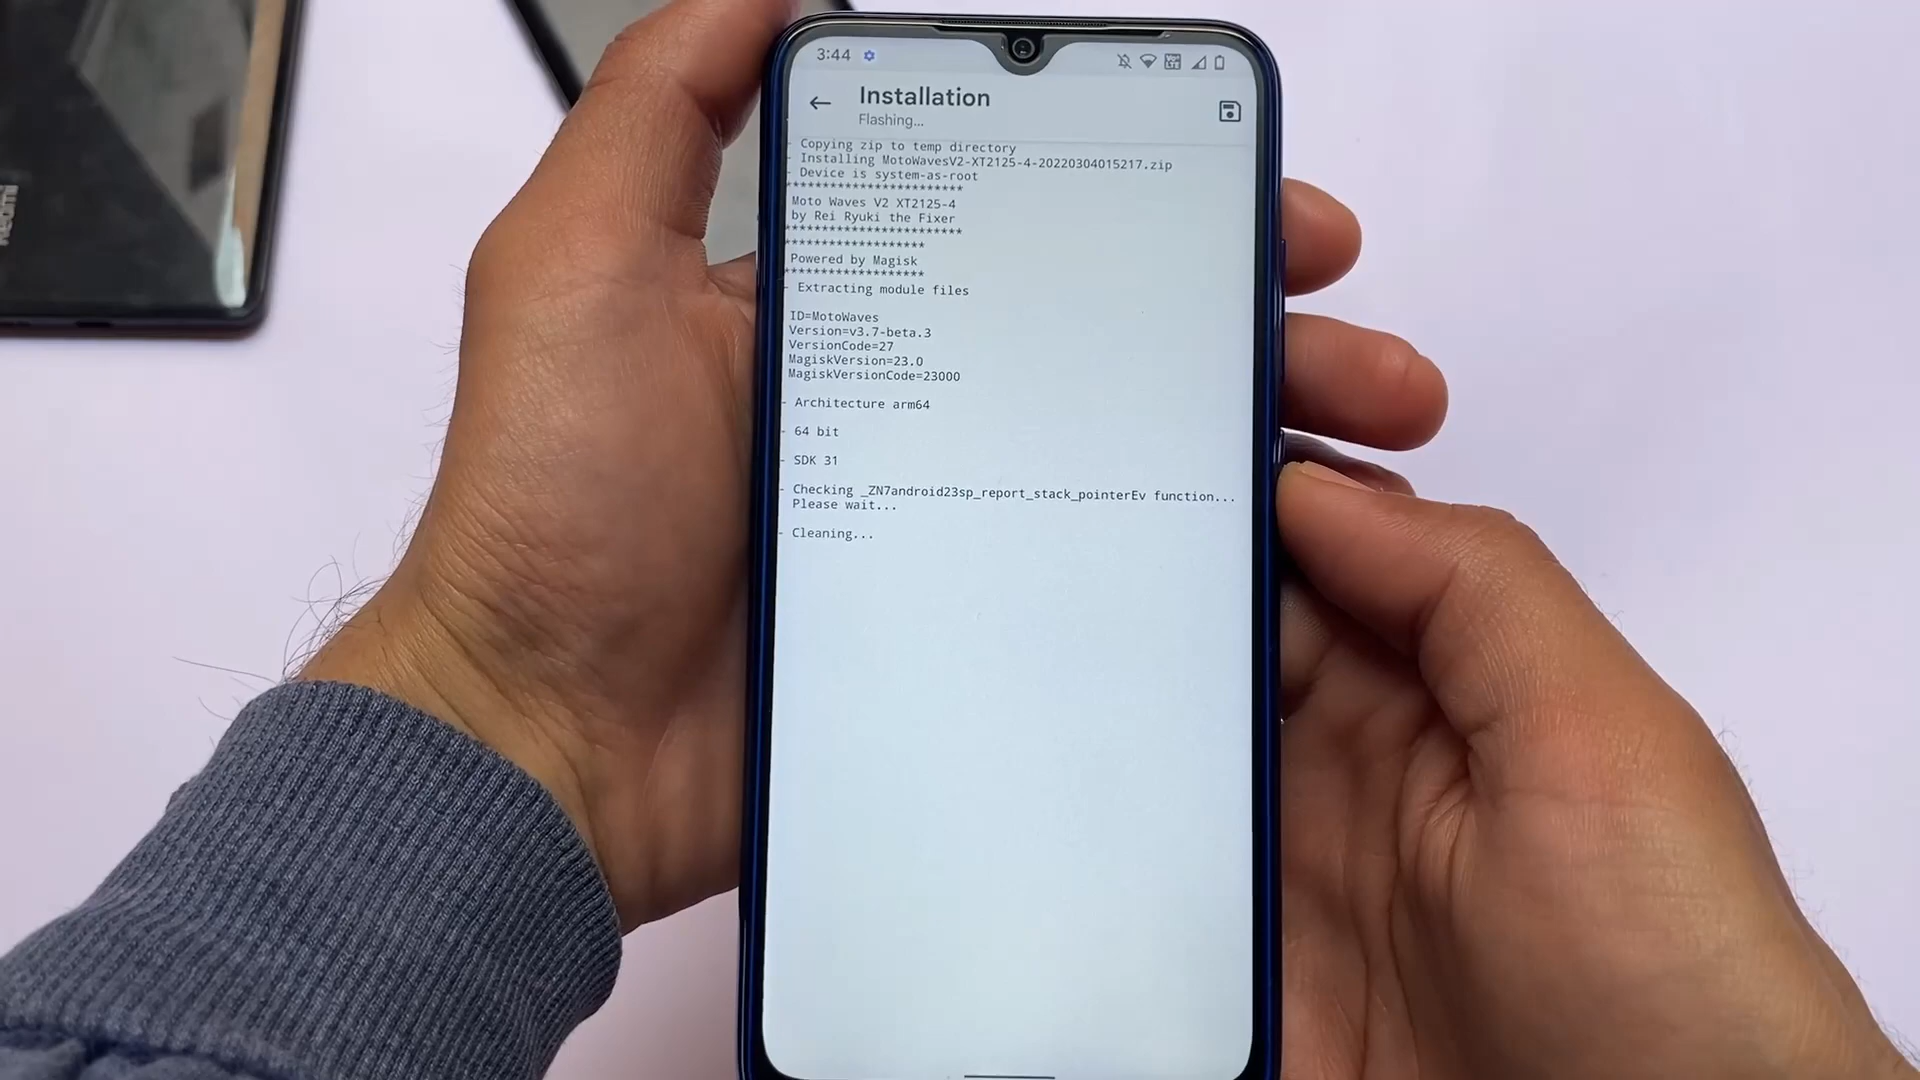 3:44
Installation
Flashing...
- Copying zip to temp directory
- Installing MotoWavesV2-XT2125-4-20220304015217.zip
- Device is system-as-root
************************
Moto Waves V2 XT2125-4
by Rei Ryuki the Fixer
************************
*******************
Powered by Magisk
*******************
- Extracting module files
ID=MotoWaves
Version=v3.7-beta.3
VersionCode=27
MagiskVersion=23.0
MagiskVersionCode=23000
- Architecture arm64
- 64 bit
- SDK 31
- Checking _ZN7android23sp_report_stack_pointerEv function...
Please wait...
- Cleaning...
Redmi